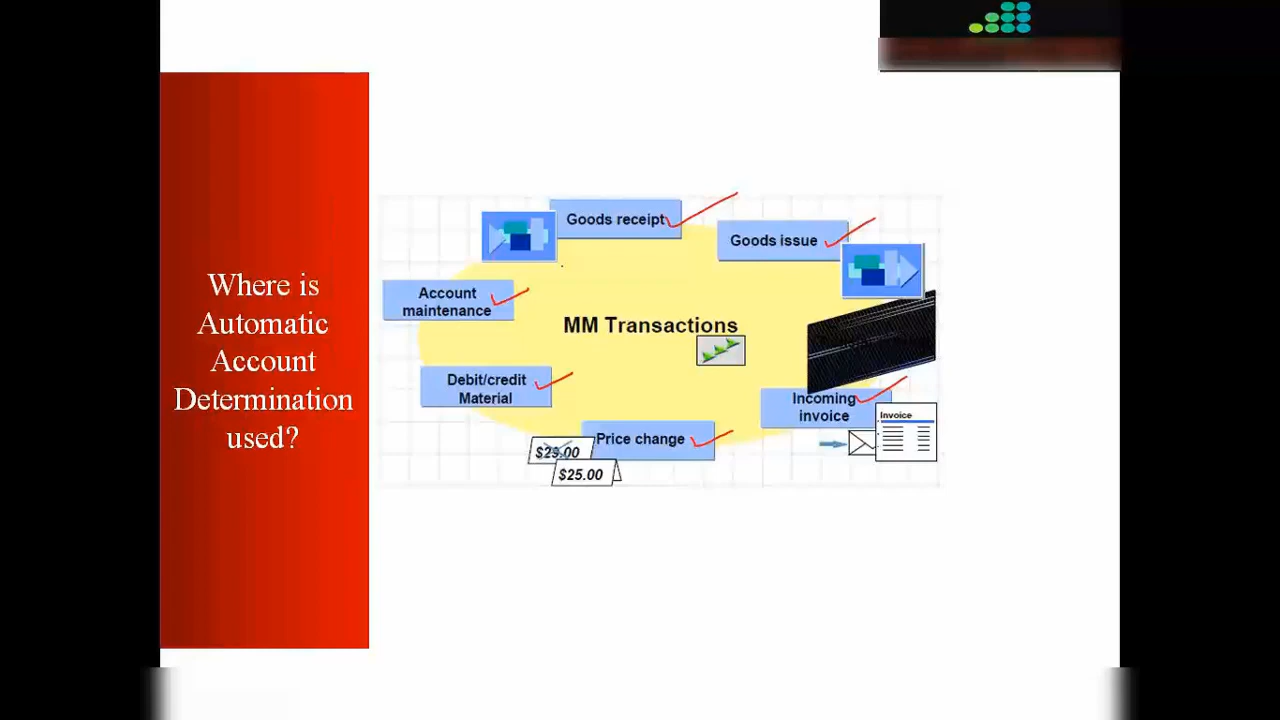 Where is
Automatic
Account
Determination
used?
Goods receipt
Goods issue
Account
maintenance
MM Transactions
Debit/credit
Material
Incoming
invoice
Invoice
Price change
$29.00
$25.00